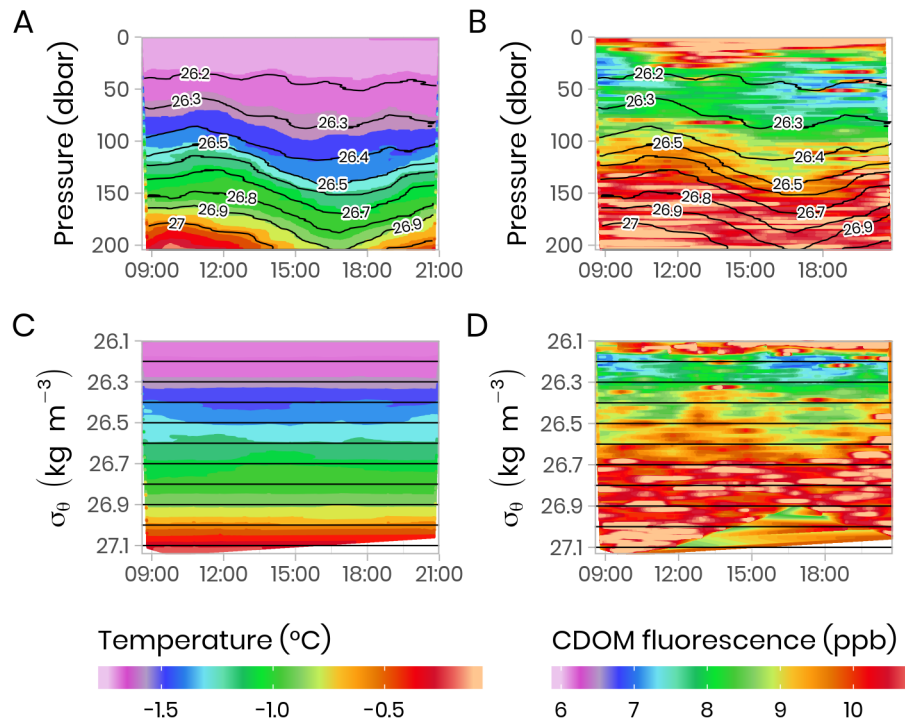 A
B
0
50
100
150
200
Pressure (dbar)
26.2
26.3
26.3
26.5
26.4
26.5
26.8
26.7
26.9
26.9
27
09:00 12:00 15:00 18:00 21:00
0
50
100
150
200
Pressure (dbar)
26.2
26.3
26.3
26.5
26.4
26.5
26.8
26.7
26.9
26.9
27
09:00 12:00 15:00 18:00
C
D
26.1
26.3
26.5
26.7
26.9
27.1
σθ (kg m⁻³)
09:00 12:00 15:00 18:00 21:00
26.1
26.3
26.5
26.7
26.9
27.1
σθ (kg m⁻³)
09:00 12:00 15:00 18:00
Temperature (°C)
-1.5 -1.0 -0.5
CDOM fluorescence (ppb)
6 7 8 9 10